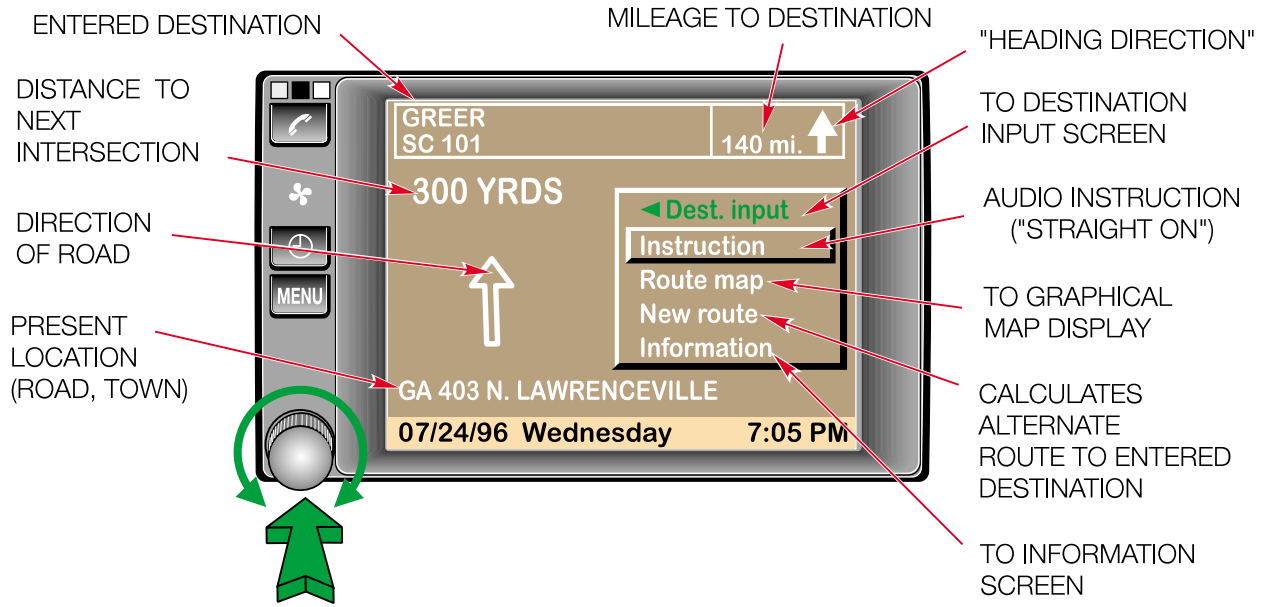 ENTERED DESTINATION
MILEAGE TO DESTINATION
"HEADING DIRECTION"
DISTANCE TO
NEXT
INTERSECTION
DIRECTION
OF ROAD
PRESENT
LOCATION
(ROAD, TOWN)
MENU
GREER
SC 101
140 mi.
300 YRDS
Dest. input
Instruction
Route map
New route
Information
GA 403 N. LAWRENCEVILLE
07/24/96 Wednesday 7:05 PM
TO DESTINATION
INPUT SCREEN
AUDIO INSTRUCTION
("STRAIGHT ON")
TO GRAPHICAL
MAP DISPLAY
CALCULATES
ALTERNATE
ROUTE TO ENTERED
DESTINATION
TO INFORMATION
SCREEN